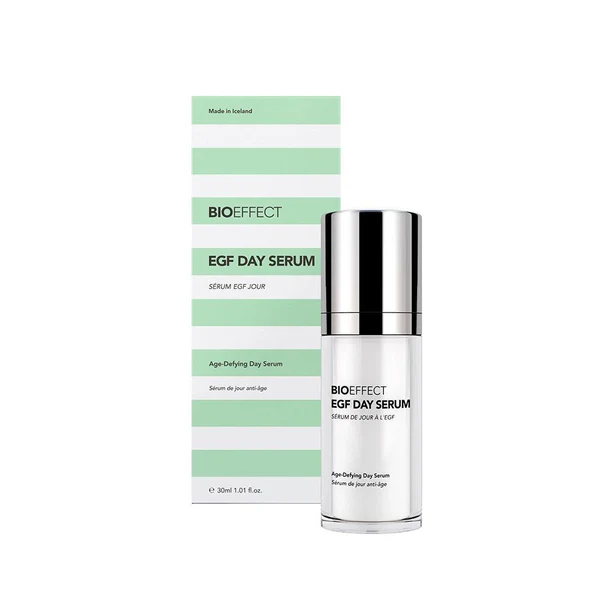 Made in Iceland
BIOEFFECT
EGF DAY SERUM
SÉRUM EGF JOUR
Age-Defying Day Serum
Sérum de jour anti-âge
℮ 30ml 1.01 fl.oz.
BIOEFFECT
EGF DAY SERUM
SÉRUM DE JOUR À L'EGF
Age-Defying Day Serum
Sérum de jour anti-âge